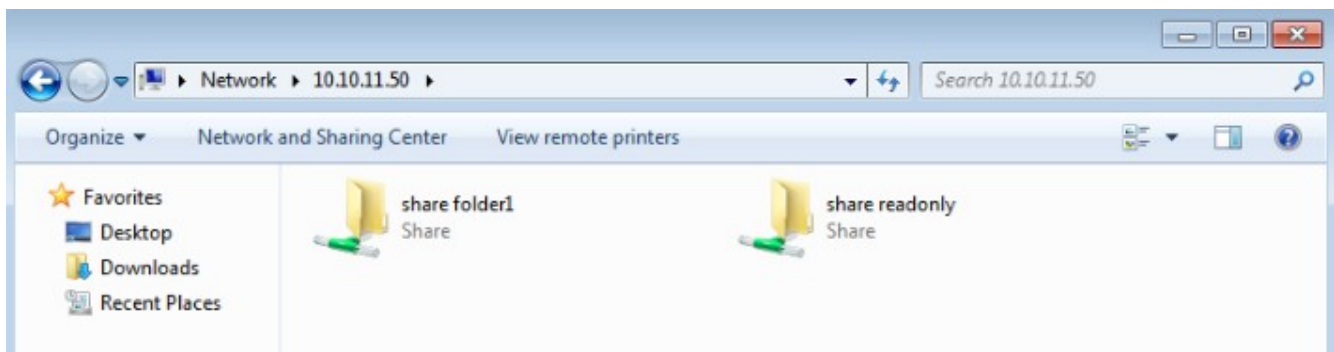 Network 10.10.11.50
Search 10.10.11.50
Organize Network and Sharing Center View remote printers
Favorites
Desktop
Downloads
Recent Places
share folder1
Share
share readonly
Share